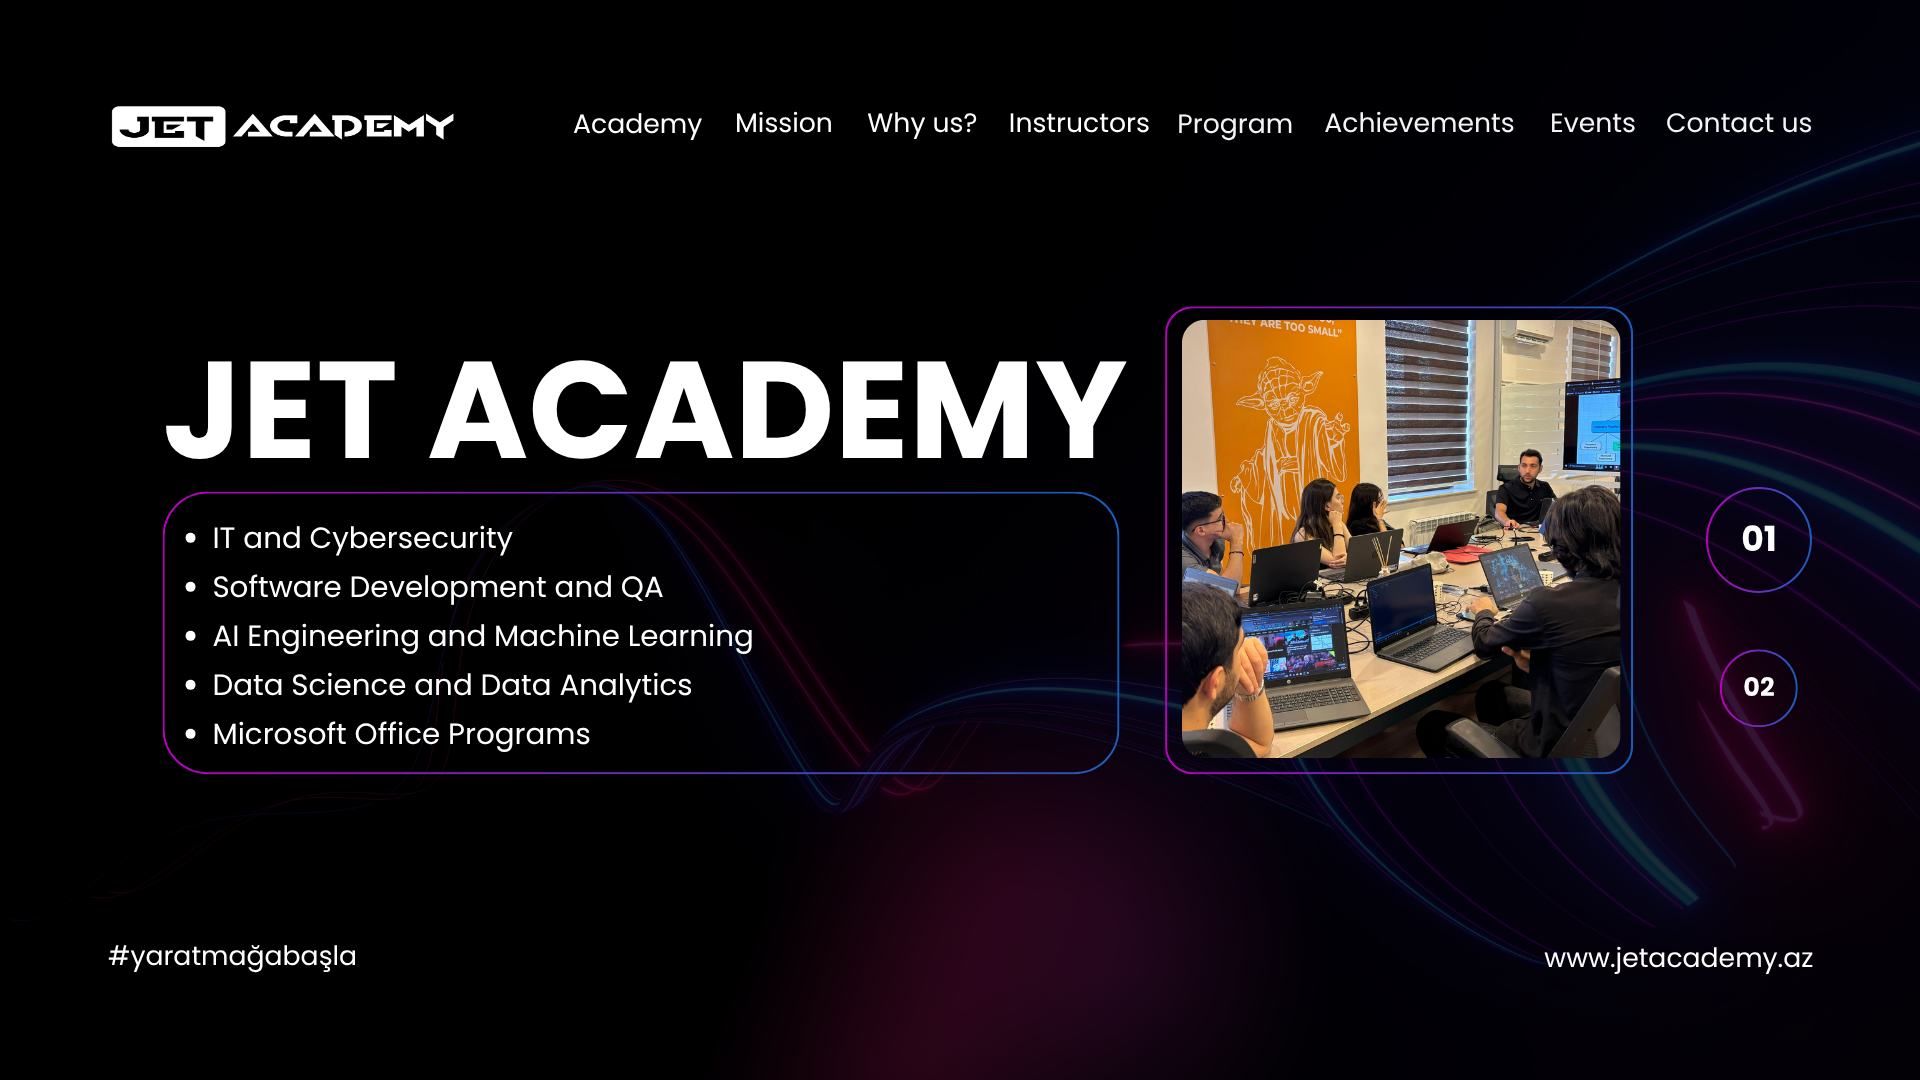 JET ACADEMY
Academy Mission Why us? Instructors Program Achievements Events Contact us
THEY ARE TOO SMALL"
JET ACADEMY
• IT and Cybersecurity
• Software Development and QA
• AI Engineering and Machine Learning
• Data Science and Data Analytics
• Microsoft Office Programs
01
02
#yaratmağabaşla
www.jetacademy.az